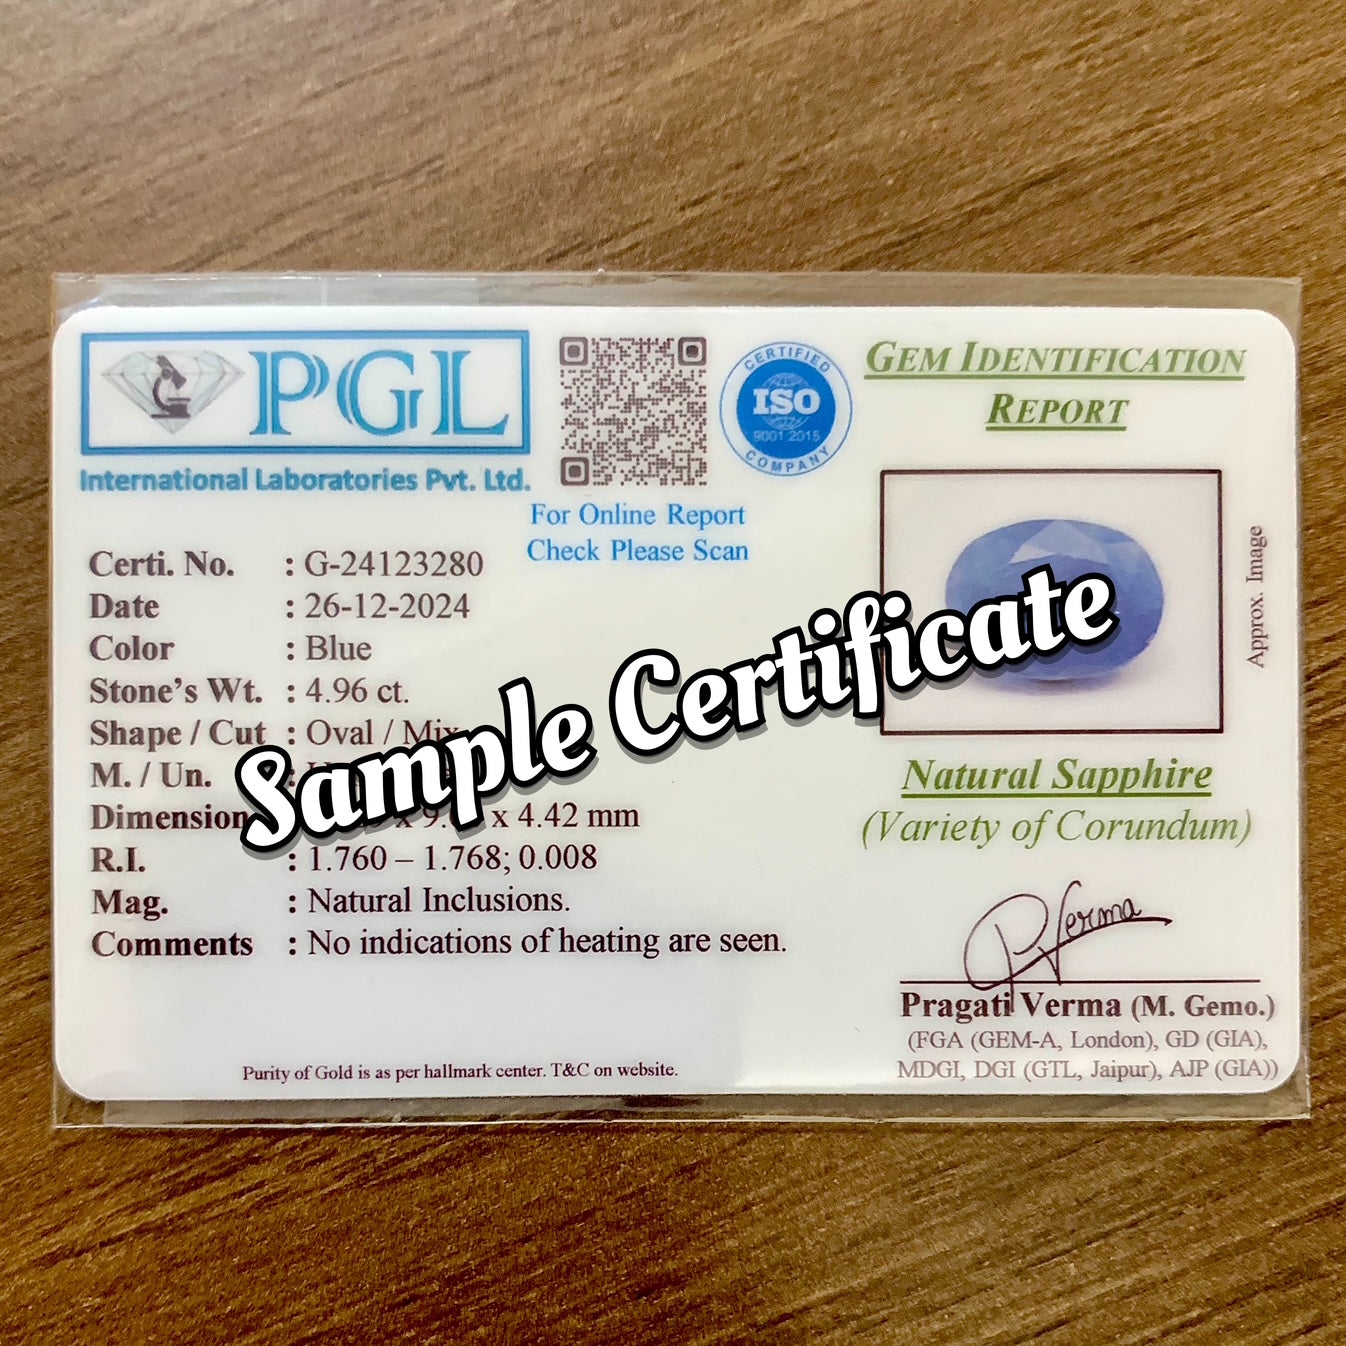 PGL
International Laboratories Pvt. Ltd.
For Online Report
Check Please Scan
CERTIFIED
ISO
9001 2015
COMPANY
GEM IDENTIFICATION
REPORT
Certi. No. : G-24123280
Date : 26-12-2024
Color : Blue
Stone's Wt. : 4.96 ct.
Shape / Cut : Oval / Mix
M. / Un. :
Dimension x 9. x 4.42 mm
R.I. : 1.760 – 1.768; 0.008
Mag. : Natural Inclusions.
Comments : No indications of heating are seen.
Purity of Gold is as per hallmark center. T&C on website.
Sample Certificate
Approx. Image
Natural Sapphire
(Variety of Corundum)
PVerma
Pragati Verma (M. Gemo.)
(FGA (GEM-A, London), GD (GIA),
MDGI, DGI (GTL, Jaipur), AJP (GIA))